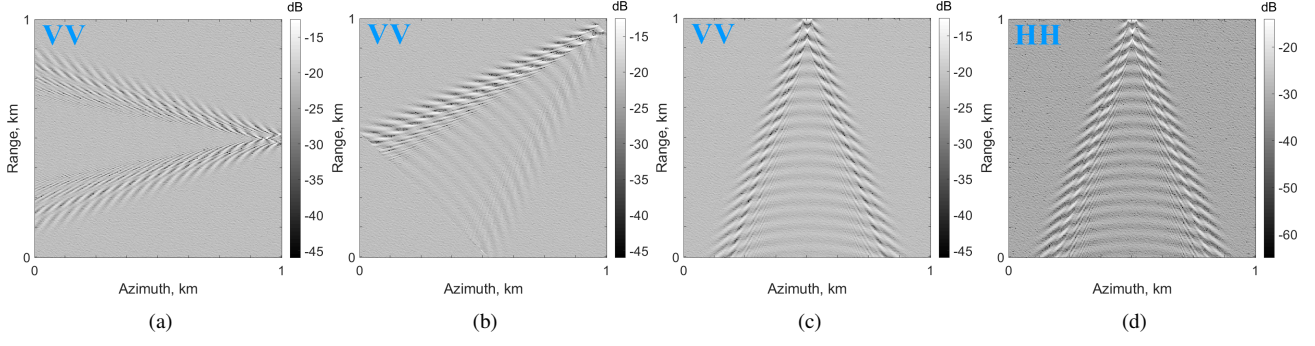 VV
dB
-15
-20
-25
-30
-35
-40
-45
1
0
0
1
Range, km
Azimuth, km
(a)
VV
dB
-15
-20
-25
-30
-35
-40
-45
1
0
0
1
Range, km
Azimuth, km
(b)
VV
dB
-15
-20
-25
-30
-35
-40
-45
1
0
0
1
Range, km
Azimuth, km
(c)
HH
dB
-20
-30
-40
-50
-60
1
0
0
1
Range, km
Azimuth, km
(d)